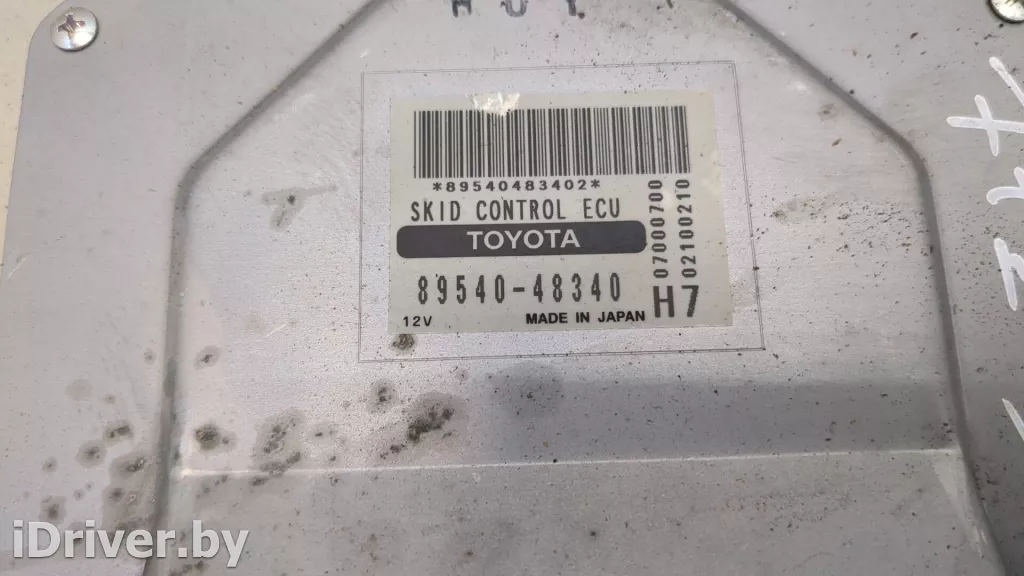 *89540483402*
SKID CONTROL ECU
TOYOTA
89540-48340
12V MADE IN JAPAN
H7
07000700
02100210
iDriver.by